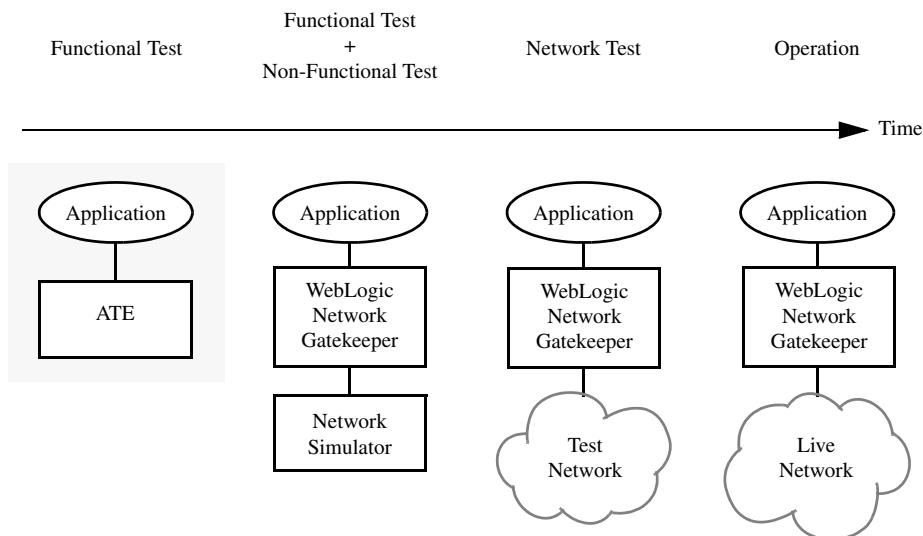 Functional Test
Functional Test
+
Non-Functional Test
Network Test
Operation
Time
Application
ATE
Application
WebLogic
Network
Gatekeeper
Network
Simulator
Application
WebLogic
Network
Gatekeeper
Test
Network
Application
WebLogic
Network
Gatekeeper
Live
Network